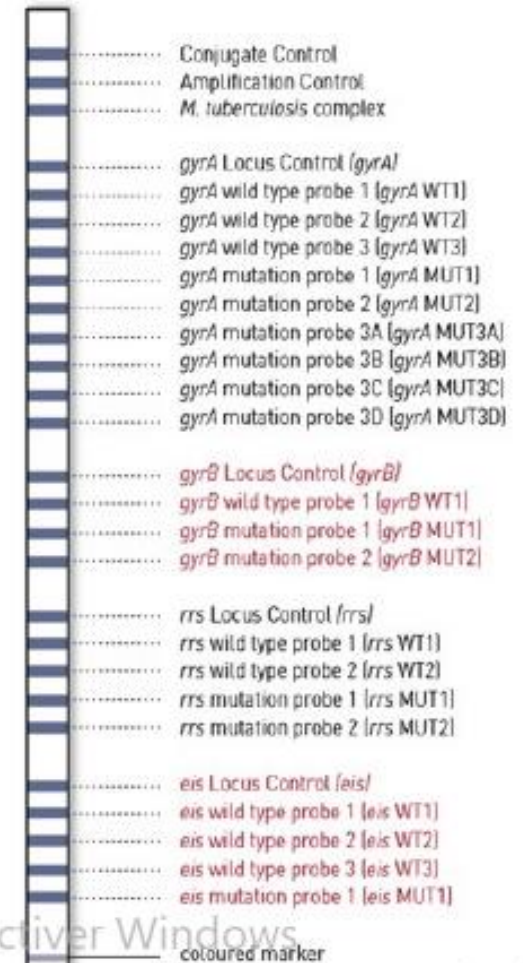 Conjugate Control
Amplification Control
M. tuberculosis complex
gyrA Locus Control (gyrA)
gyrA wild type probe 1 (gyrA WT1)
gyrA wild type probe 2 (gyrA WT2)
gyrA wild type probe 3 (gyrA WT3)
gyrA mutation probe 1 (gyrA MUT1)
gyrA mutation probe 2 (gyrA MUT2)
gyrA mutation probe 3A (gyrA MUT3A)
gyrA mutation probe 3B (gyrA MUT3B)
gyrA mutation probe 3C (gyrA MUT3C)
gyrA mutation probe 3D (gyrA MUT3D)
gyrB Locus Control (gyrB)
gyrB wild type probe 1 (gyrB WT1)
gyrB mutation probe 1 (gyrB MUT1)
gyrB mutation probe 2 (gyrB MUT2)
rrs Locus Control (rrs)
rrs wild type probe 1 (rrs WT1)
rrs wild type probe 2 (rrs WT2)
rrs mutation probe 1 (rrs MUT1)
rrs mutation probe 2 (rrs MUT2)
eis Locus Control (eis)
eis wild type probe 1 (eis WT1)
eis wild type probe 2 (eis WT2)
eis wild type probe 3 (eis WT3)
eis mutation probe 1 (eis MUT1)
ctiver Windows
coloured marker